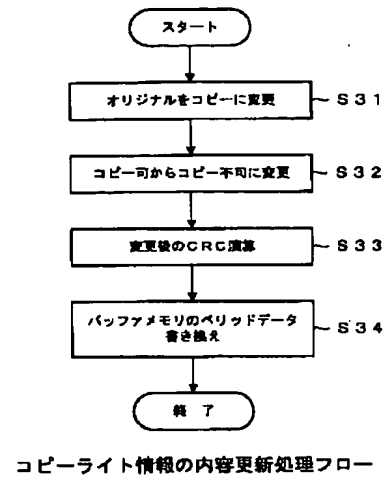 スタート
オリジナルをコピーに変更
S31
コピー可からコピー不可に変更
S32
変更後のCRC演算
S33
バッファメモリのベリッドデータ
書き換え
S34
終了
コピーライト情報の内容更新処理フロー